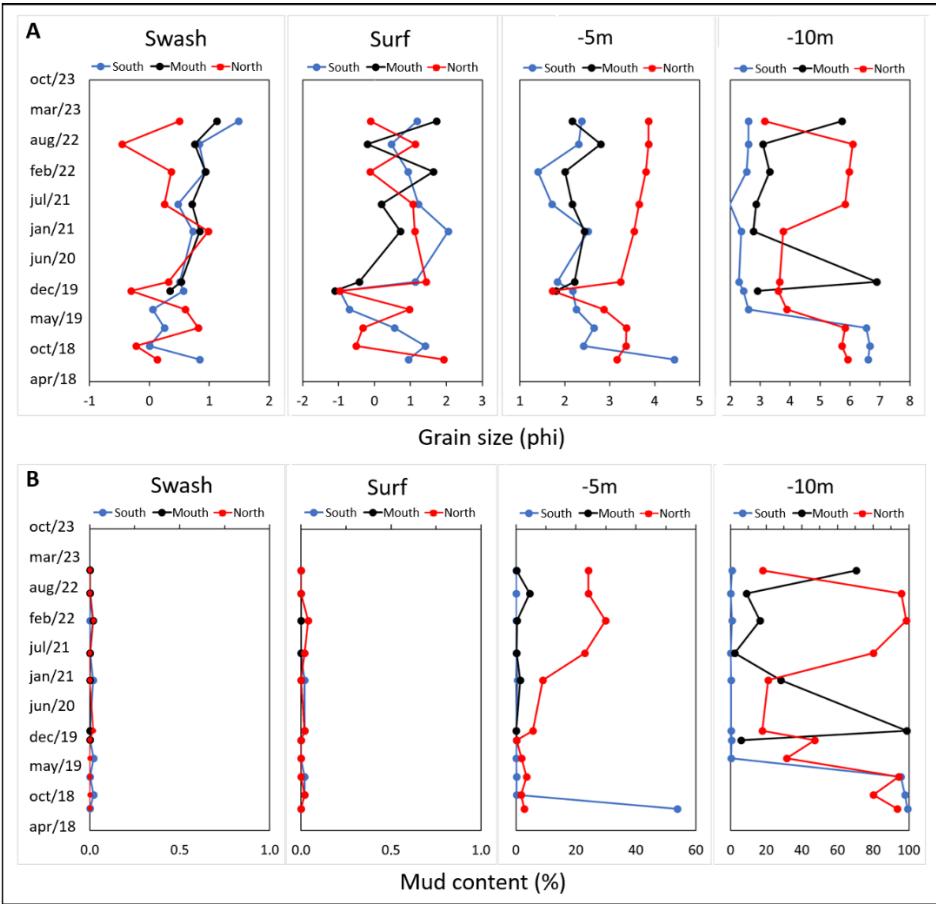 A
Swash
Surf
-5m
-10m
South Mouth North
South Mouth North
South Mouth North
South Mouth North
oct/23
mar/23
aug/22
feb/22
jul/21
jan/21
jun/20
dec/19
may/19
oct/18
apr/18
-1 0 1 2
-3 -2 -1 0 1 2 3
1 2 3 4 5
2 3 4 5 6 7 8
Grain size (phi)
B
Swash
Surf
-5m
-10m
South Mouth North
South Mouth North
South Mouth North
South Mouth North
oct/23
mar/23
aug/22
feb/22
jul/21
jan/21
jun/20
dec/19
may/19
oct/18
apr/18
0.0 0.5 1.0
0.0 0.5 1.0
0 20 40 60
0 20 40 60 80 100
Mud content (%)